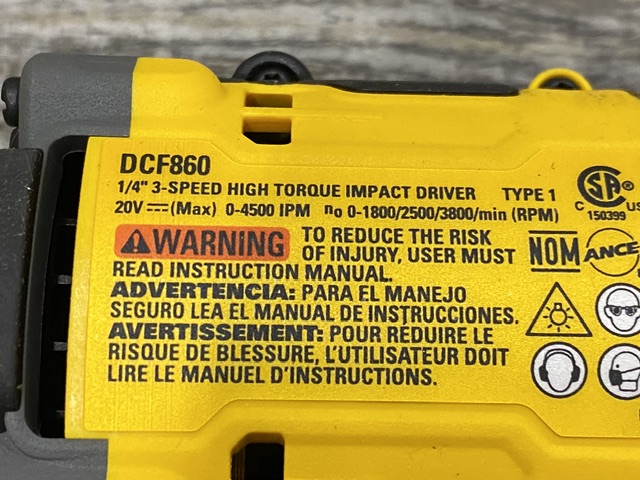 DCF860
1/4" 3-SPEED HIGH TORQUE IMPACT DRIVER TYPE 1
20V ⎓ (Max) 0-4500 IPM no 0-1800/2500/3800/min (RPM)
WARNING TO REDUCE THE RISK
OF INJURY, USER MUST
READ INSTRUCTION MANUAL.
ADVERTENCIA: PARA EL MANEJO
SEGURO LEA EL MANUAL DE INSTRUCCIONES.
AVERTISSEMENT: POUR RÉDUIRE LE
RISQUE DE BLESSURE, L'UTILISATEUR DOIT
LIRE LE MANUEL D'INSTRUCTIONS.
C SA US
150399
NOM ANCE